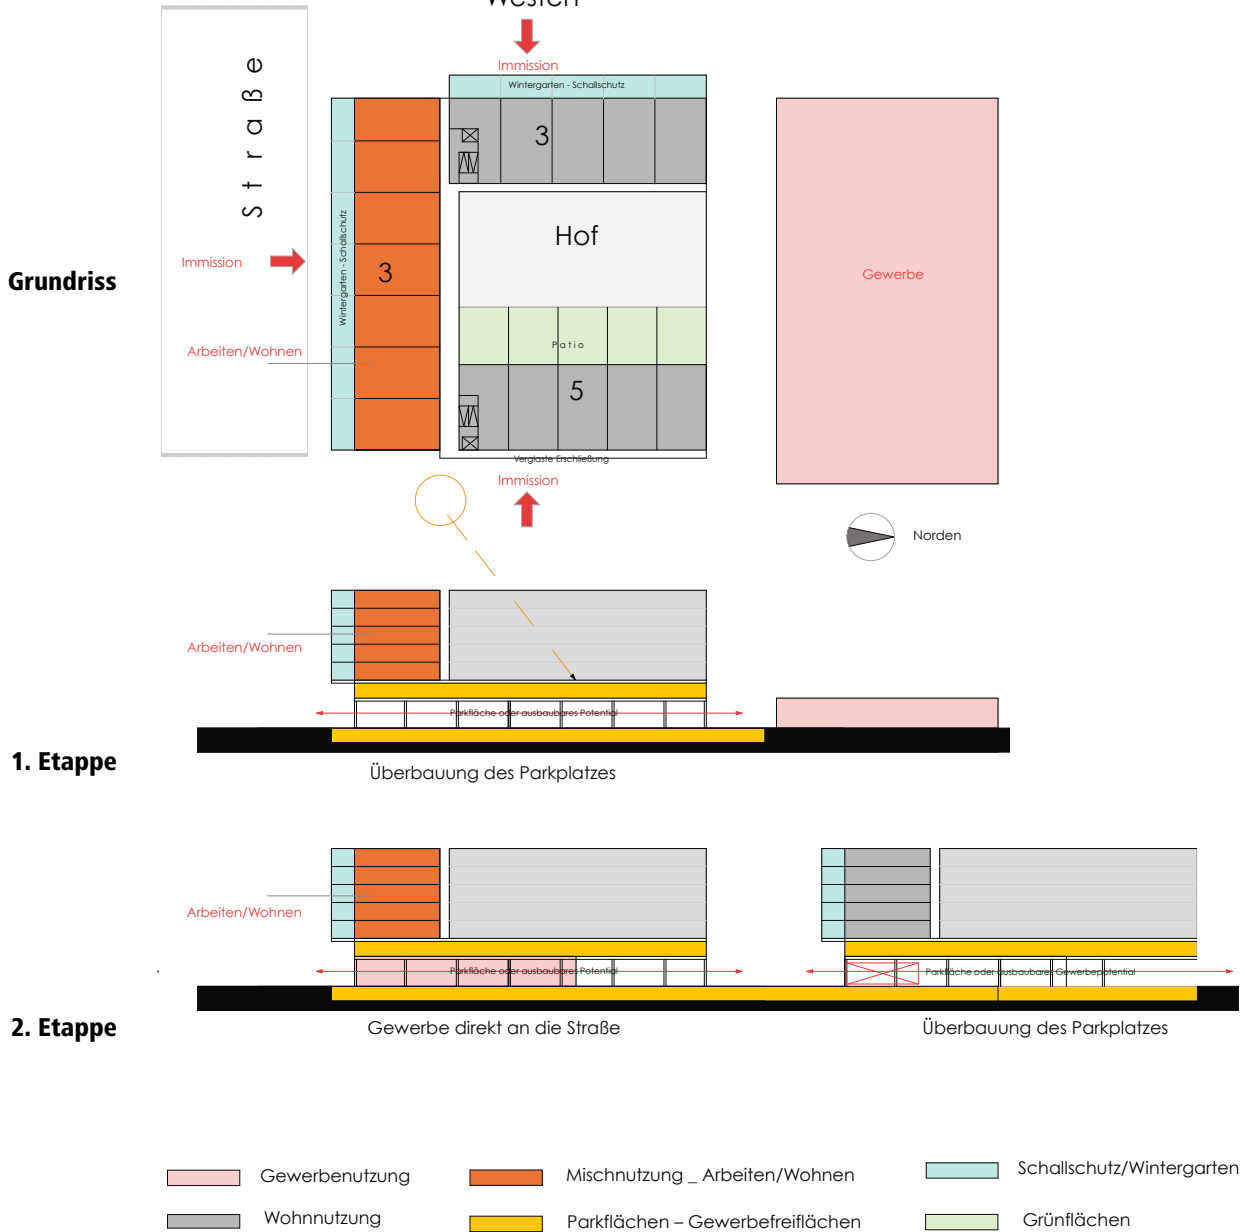 Westen
Immission
Wintergarten - Schallschutz
Straße
3
Hof
Wintergarten - Schallschutz
Grundriss
Immission
3
Gewerbe
Arbeiten/Wohnen
Patio
5
Verglaste Erschließung
Immission
Norden
Arbeiten/Wohnen
Parkfläche oder ausbaubares Potential
1. Etappe
Überbauung des Parkplatzes
Arbeiten/Wohnen
Parkfläche oder ausbaubares Potential
Parkfläche oder ausbaubares Gewerbepotential
2. Etappe
Gewerbe direkt an die Straße
Überbauung des Parkplatzes
Gewerbenutzung
Mischnutzung _ Arbeiten/Wohnen
Schallschutz/Wintergarten
Wohnnutzung
Parkflächen – Gewerbefreiflächen
Grünflächen